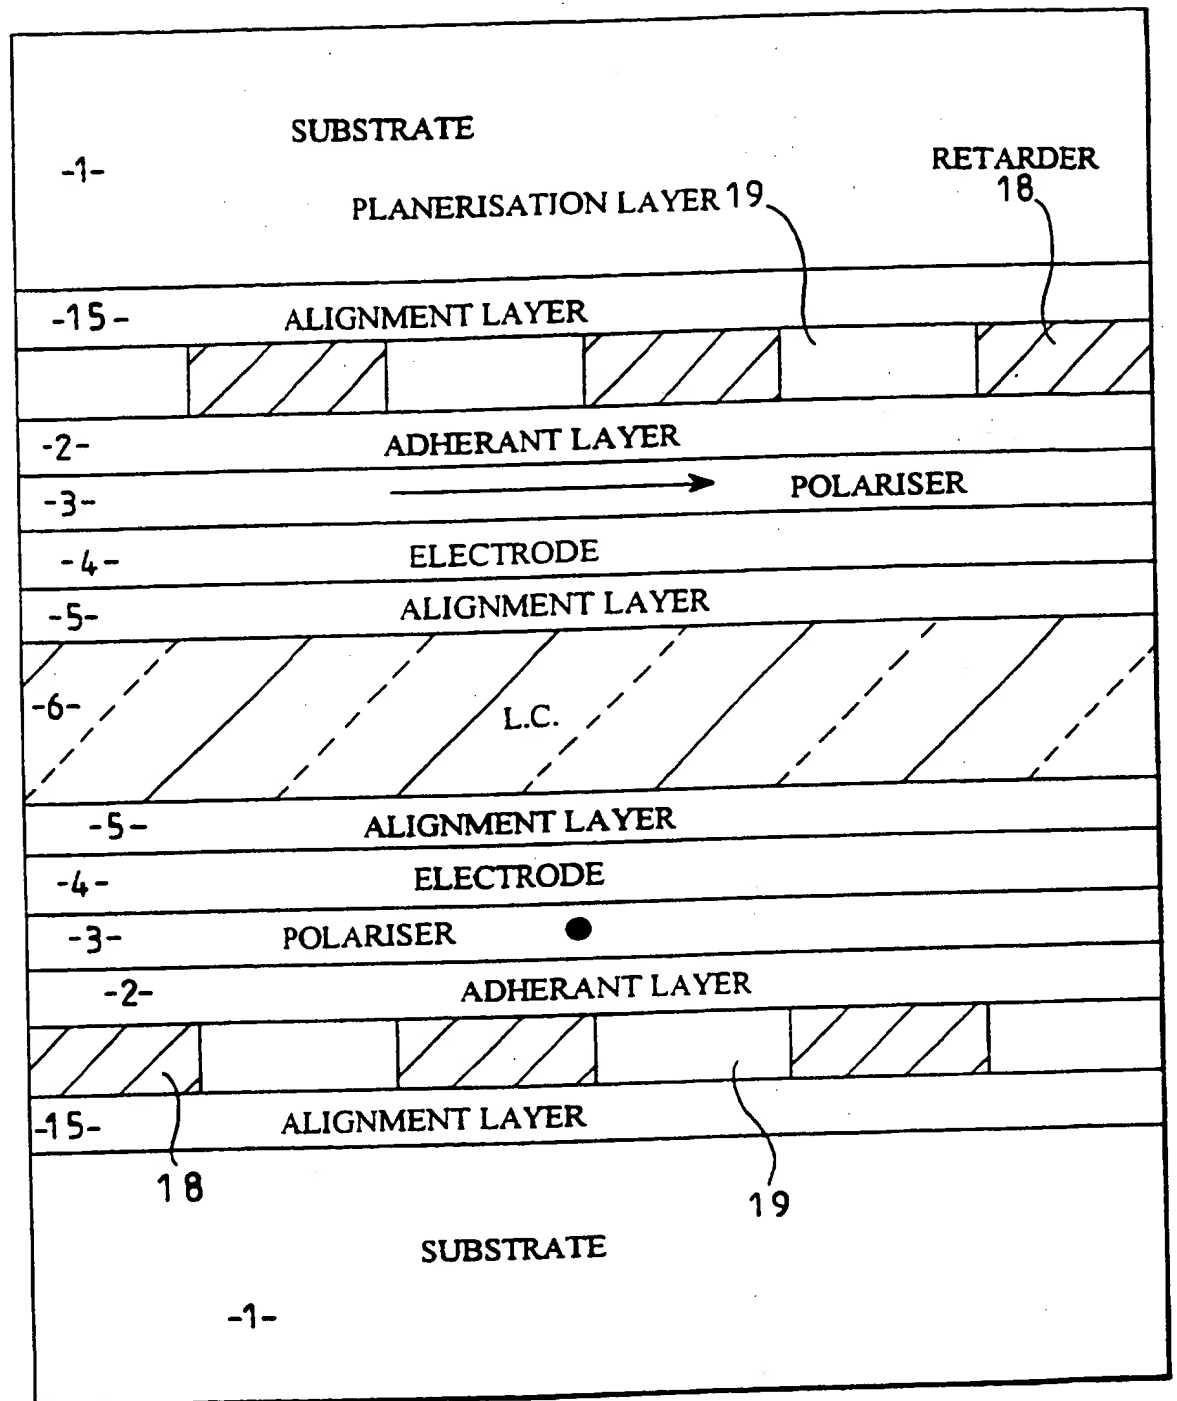 SUBSTRATE
-1-
RETARDER
18
PLANERISATION LAYER 19
-15- ALIGNMENT LAYER
-2- ADHERANT LAYER
-3- POLARISER
-4- ELECTRODE
-5- ALIGNMENT LAYER
-6- L.C.
-5- ALIGNMENT LAYER
-4- ELECTRODE
-3- POLARISER
-2- ADHERANT LAYER
-15- ALIGNMENT LAYER
18
19
SUBSTRATE
-1-